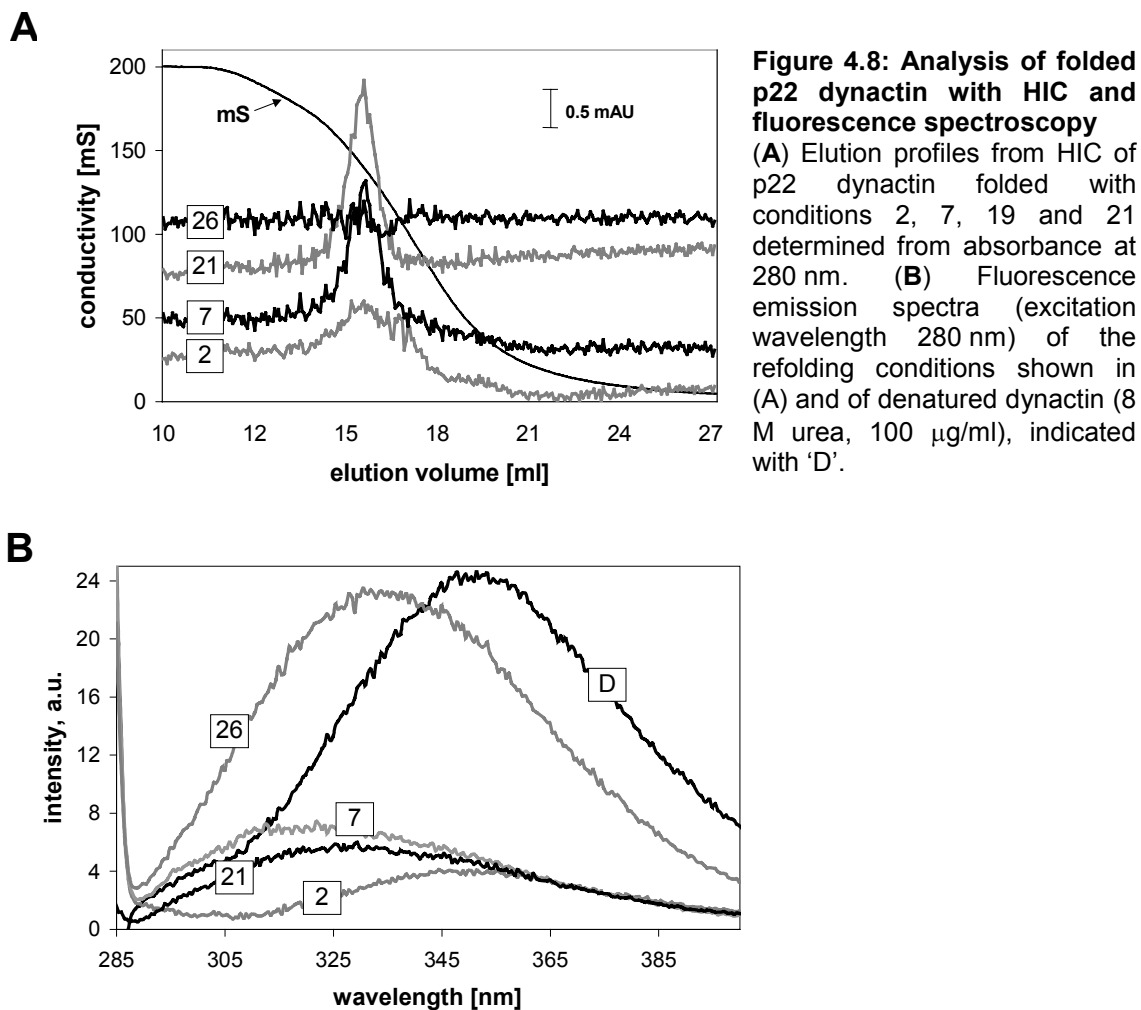 A
200
150
100
50
0
conductivity [mS]
mS
0.5 mAU
26
21
7
2
10 12 15 18 21 24 27
elution volume [ml]
Figure 4.8: Analysis of folded
p22 dynactin with HIC and
fluorescence spectroscopy
(A) Elution profiles from HIC of
p22 dynactin folded with
conditions 2, 7, 19 and 21
determined from absorbance at
280 nm. (B) Fluorescence
emission spectra (excitation
wavelength 280 nm) of the
refolding conditions shown in
(A) and of denatured dynactin (8
M urea, 100 μg/ml), indicated
with ‘D’.
B
24
20
16
12
8
4
0
intensity, a.u.
26
D
7
21
2
285 305 325 345 365 385
wavelength [nm]